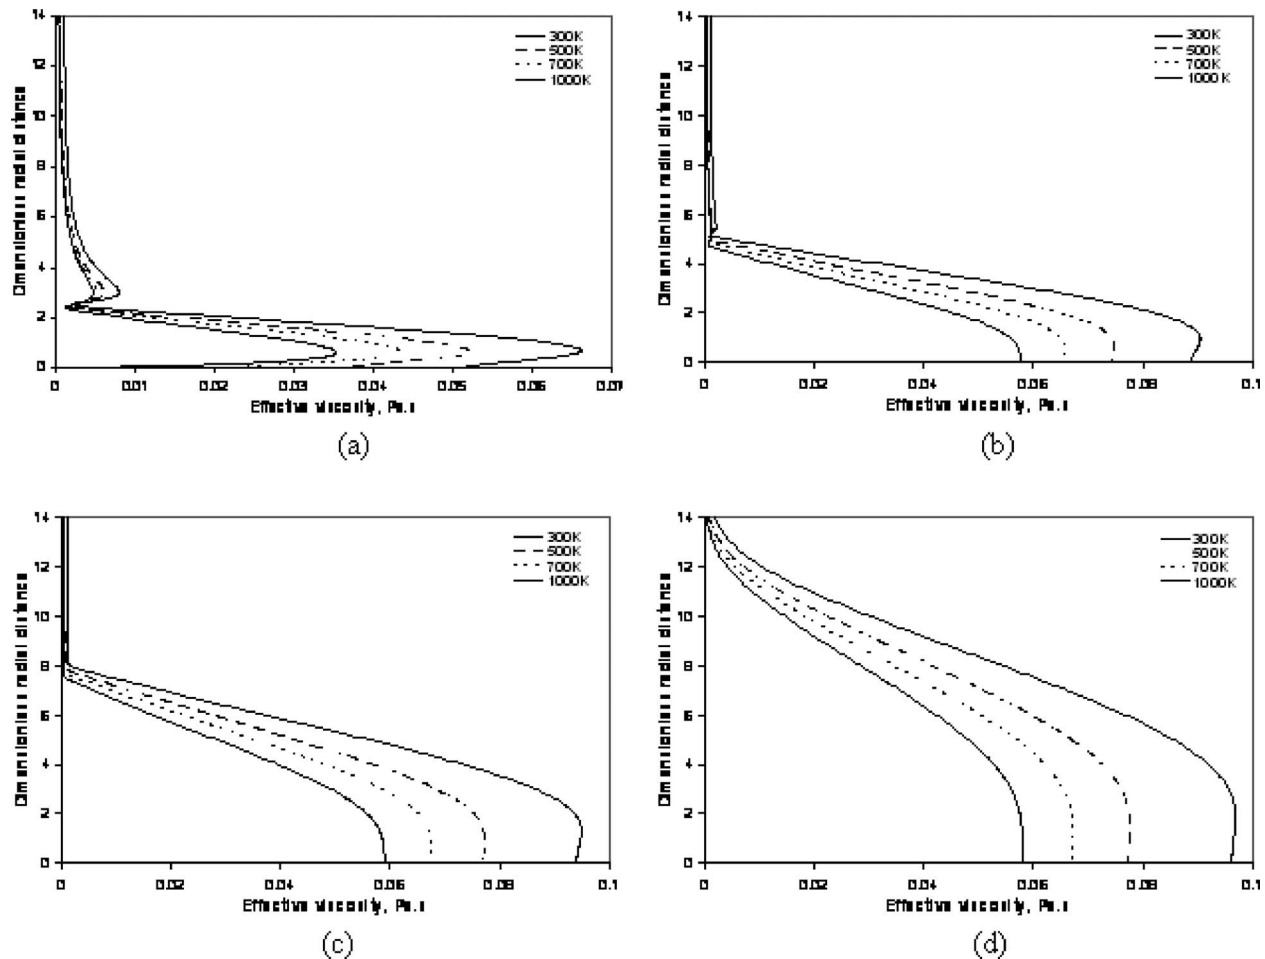 14
12
10
8
6
4
2
0
Dimensionless radial distance
300K
500K
700K
1000K
0 0.01 0.02 0.03 0.04 0.05 0.06 0.07
Effective viscosity, Pa.s
(a)
14
12
10
8
6
4
2
0
Dimensionless radial distance
300K
500K
700K
1000K
0 0.02 0.04 0.06 0.08 0.1
Effective viscosity, Pa.s
(b)
14
12
10
8
6
4
2
0
Dimensionless radial distance
300K
500K
700K
1000K
0 0.02 0.04 0.06 0.08 0.1
Effective viscosity, Pa.s
(c)
14
12
10
8
6
4
2
0
Dimensionless radial distance
300K
500K
700K
1000K
0 0.02 0.04 0.06 0.08 0.1
Effective viscosity, Pa.s
(d)